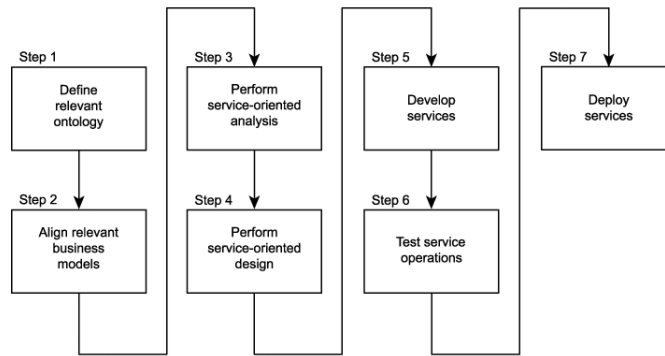 Step 1
Define
relevant
ontology
Step 2
Align relevant
business
models
Step 3
Perform
service-oriented
analysis
Step 4
Perform
service-oriented
design
Step 5
Develop
services
Step 6
Test service
operations
Step 7
Deploy
services